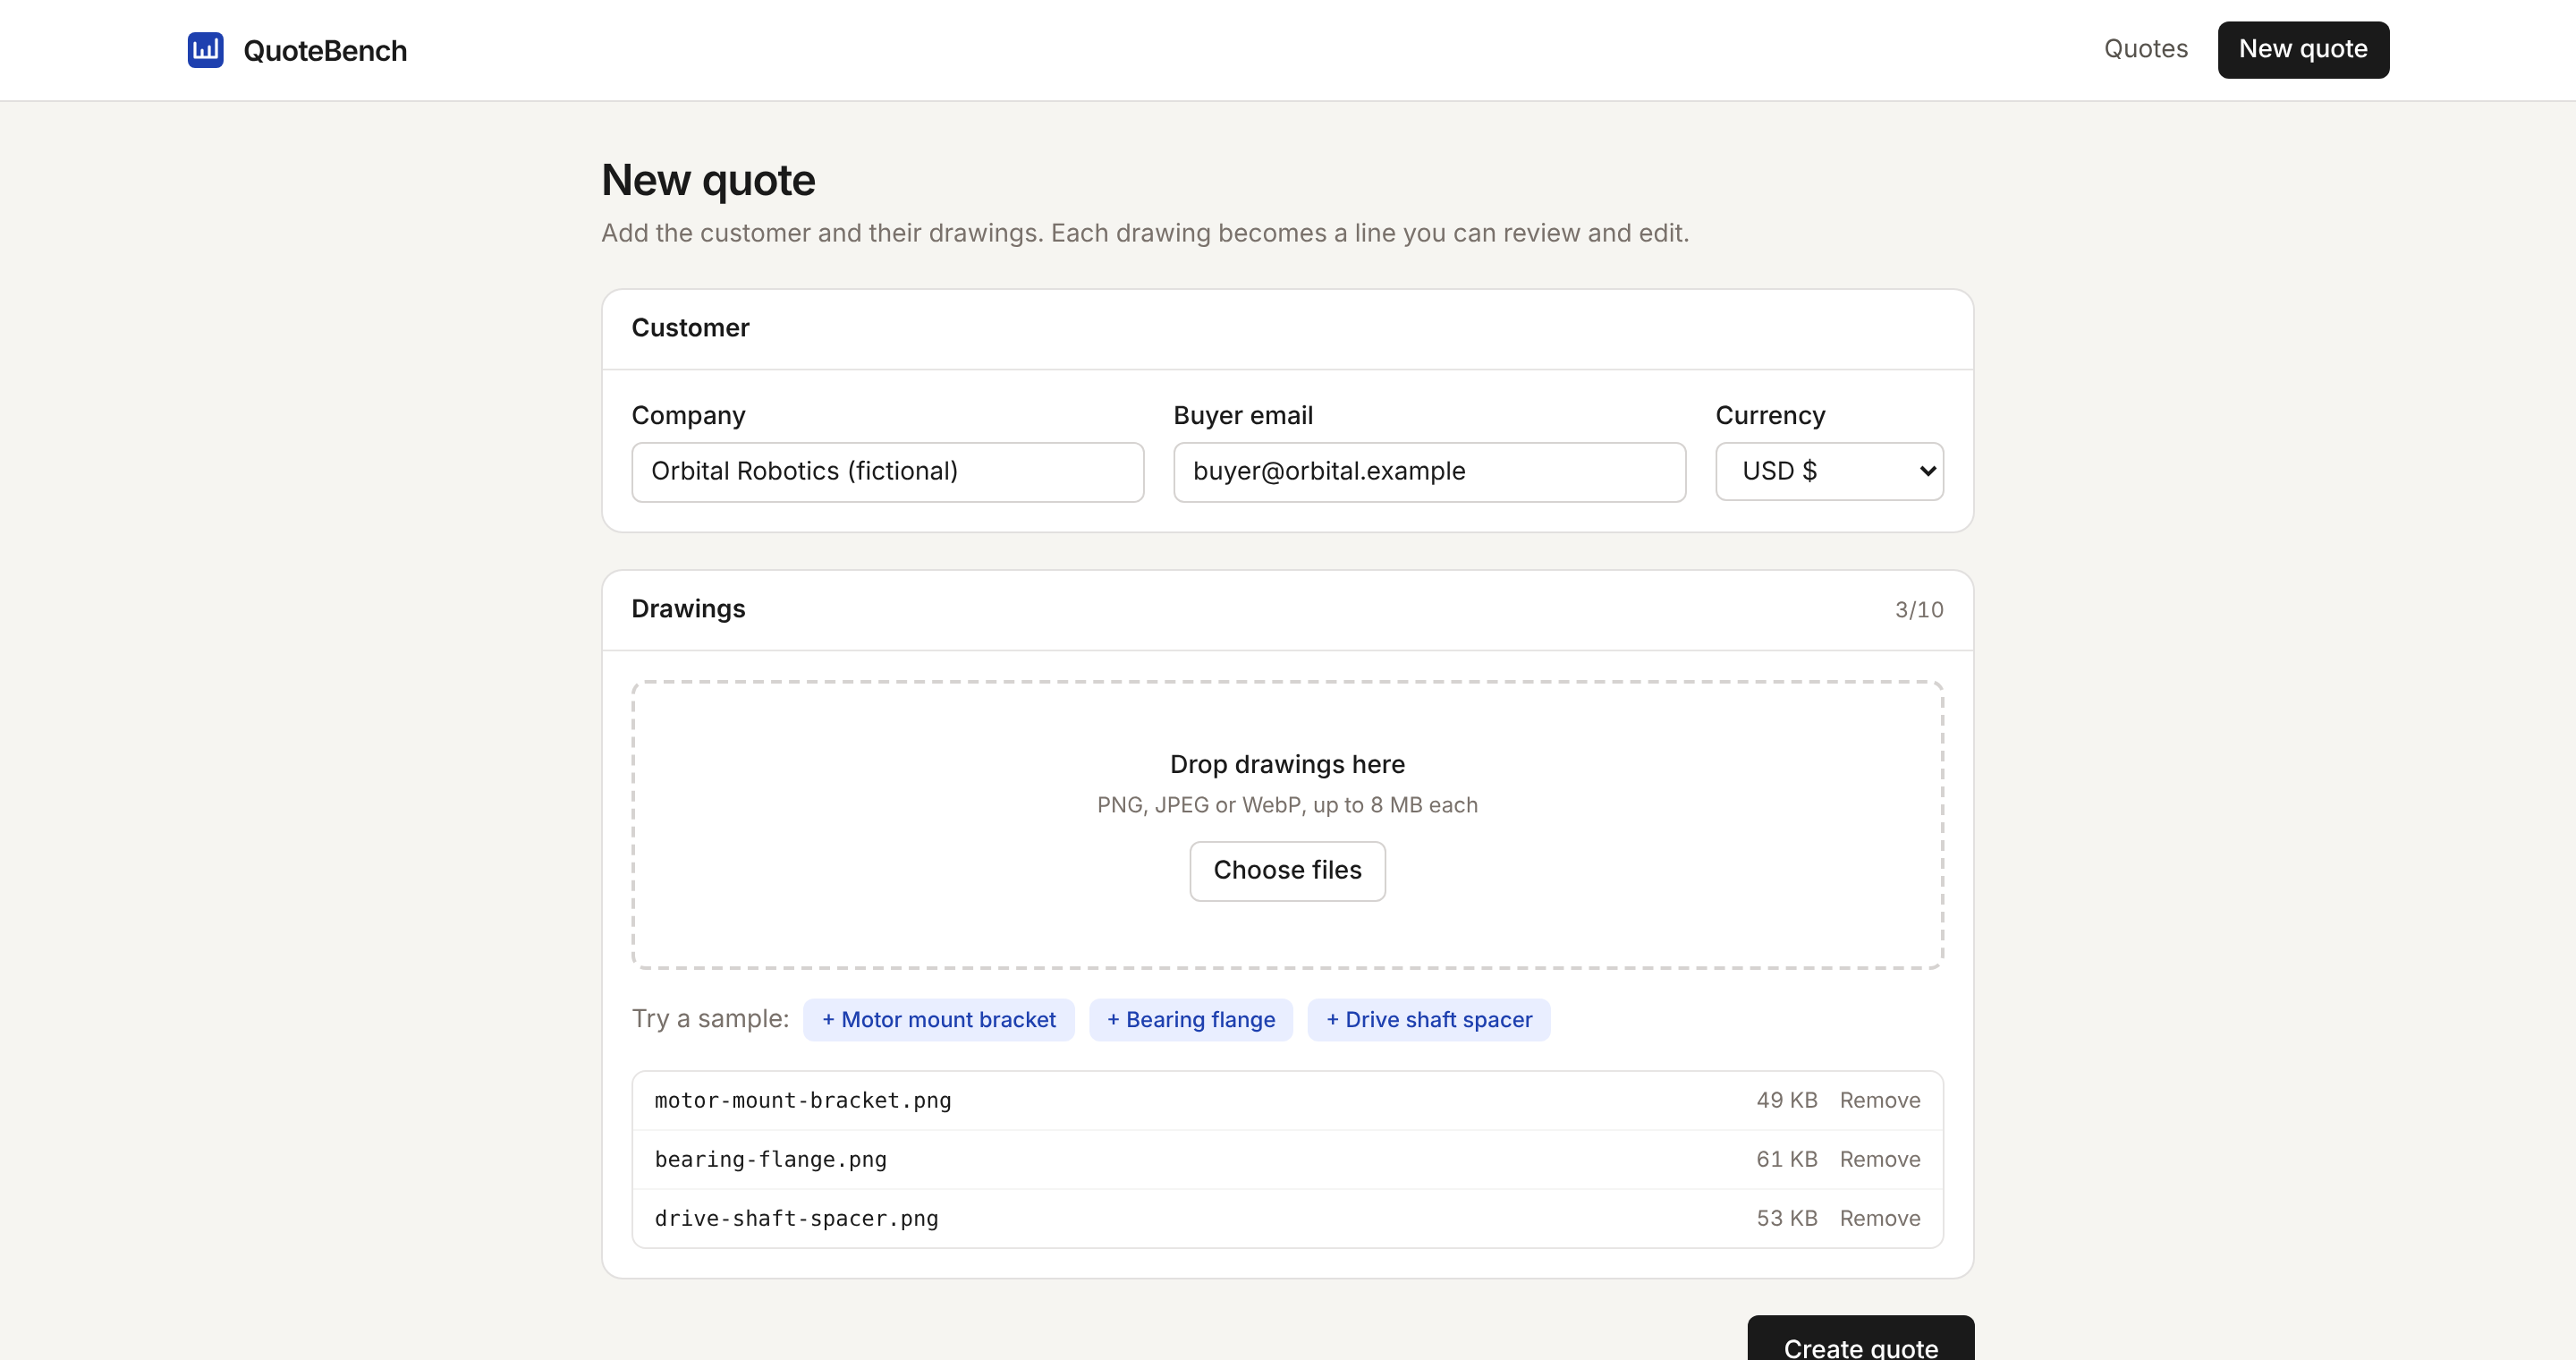 QuoteBench
Quotes
New quote
New quote
Add the customer and their drawings. Each drawing becomes a line you can review and edit.
Customer
Company
Buyer email
Currency
Orbital Robotics (fictional)
buyer@orbital.example
USD $
Drawings
3/10
Drop drawings here
PNG, JPEG or WebP, up to 8 MB each
Choose files
Try a sample: + Motor mount bracket + Bearing flange + Drive shaft spacer
motor-mount-bracket.png 49 KB Remove
bearing-flange.png 61 KB Remove
drive-shaft-spacer.png 53 KB Remove
Create quote